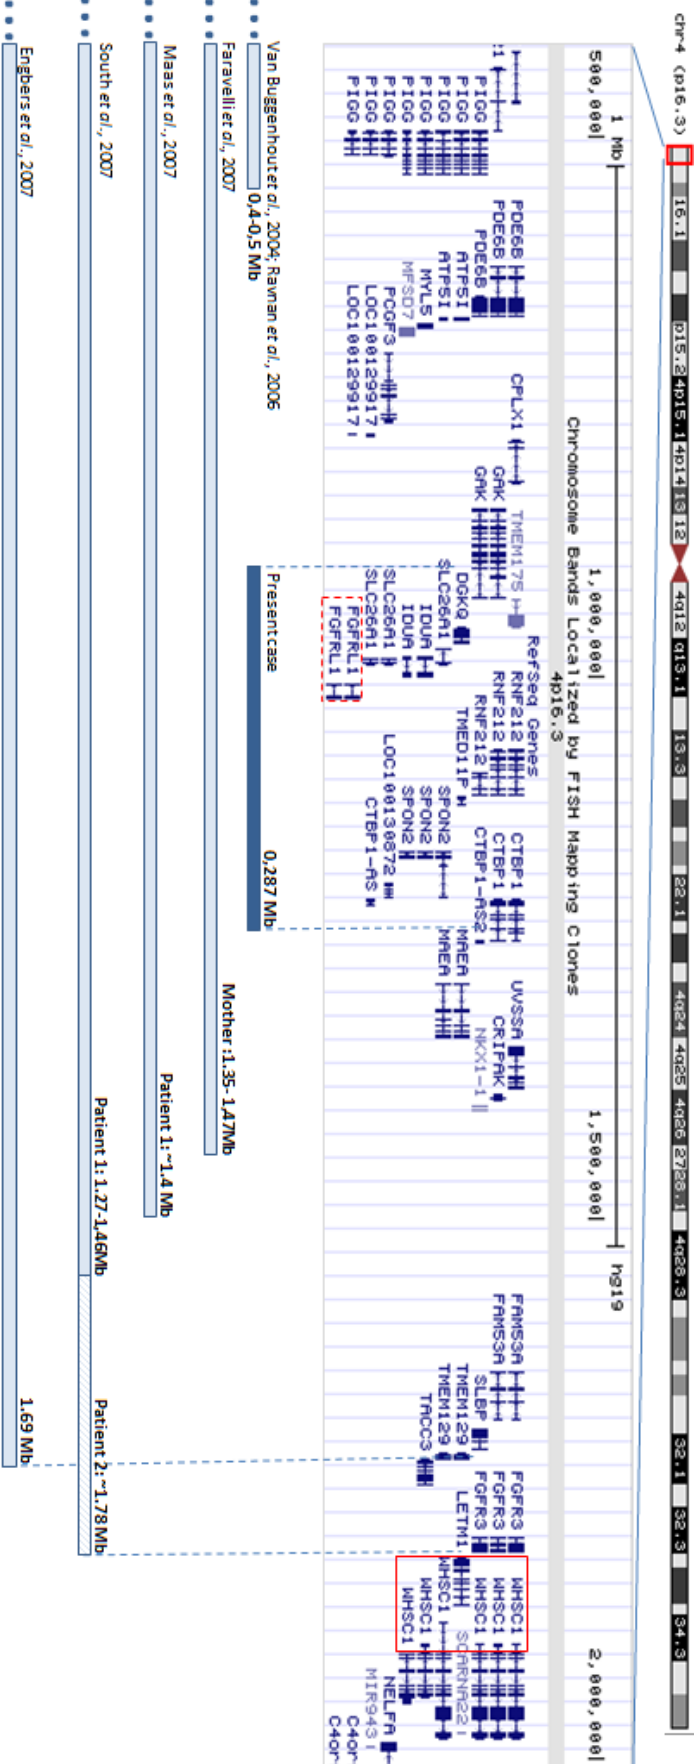 chr4 (p16.3) 16.1 p15.2 4p15.1 4p14 13 12 4q12 q13.1 13.3 22.1 4q24 4q25 4q26 2728.1 4q28.3 32.1 32.3 34.3
1 Mb hg19
500,000| 1,000,000| 1,500,000| 2,000,000|
Chromosome Bands Localized by FISH Mapping Clones
4p16.3
RefSeq Genes
PDE6B CPLX1 TMEM175 RNF212 CTBP1 UVSSA FAM53A FGFR3 WHSC1
:1 PDE6B GAK RNF212 CTBP1 CRIPAK FAM53A FGFR3 WHSC1
PIGG PDE6B GAK RNF212 CTBP1-AS2 NKX1-1 SLBP FGFR3 WHSC1
PIGG ATP5I DGKQ TMED11P MAEA TMEM129 LETM1 SCARNA22
PIGG ATP5I SLC26A1 SPON2 MAEA TMEM129 WHSC1
PIGG MYL5 IDUA SPON2 TACC3 WHSC1
PIGG MFSD7 IDUA SPON2 WHSC1
PIGG PCGF3 SLC26A1 LOC100130872 NELFA
PIGG LOC100129917 SLC26A1 CTBP1-AS MIR943
PIGG LOC100129917 FGFRL1 C4or
FGFRL1 C4or
Van Buggenhout et al., 2004; Ravnan et al., 2006 Present case 0,287 Mb
0,4-0,5 Mb
Faravelli et al., 2007 Mother :1.35- 1,47Mb
Maas et al., 2007 Patient 1: ~1.4 Mb
South et al., 2007 Patient 1: 1.27-1,46Mb Patient 2: ~1.78 Mb
Engbers et al., 2007 1.69 Mb